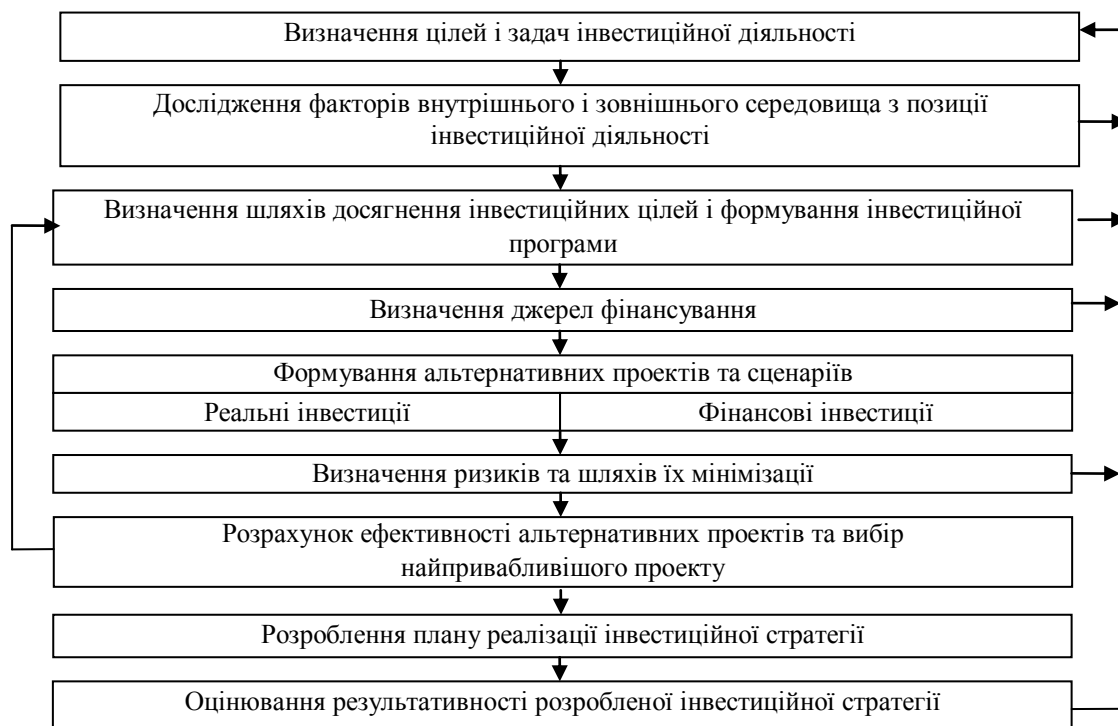 Визначення цілей і задач інвестиційної діяльності
Дослідження факторів внутрішнього і зовнішнього середовища з позиції
інвестиційної діяльності
Визначення шляхів досягнення інвестиційних цілей і формування інвестиційної
програми
Визначення джерел фінансування
Формування альтернативних проектів та сценаріїв
Реальні інвестиції
Фінансові інвестиції
Визначення ризиків та шляхів їх мінімізації
Розрахунок ефективності альтернативних проектів та вибір
найпривабливішого проекту
Розроблення плану реалізації інвестиційної стратегії
Оцінювання результативності розробленої інвестиційної стратегії